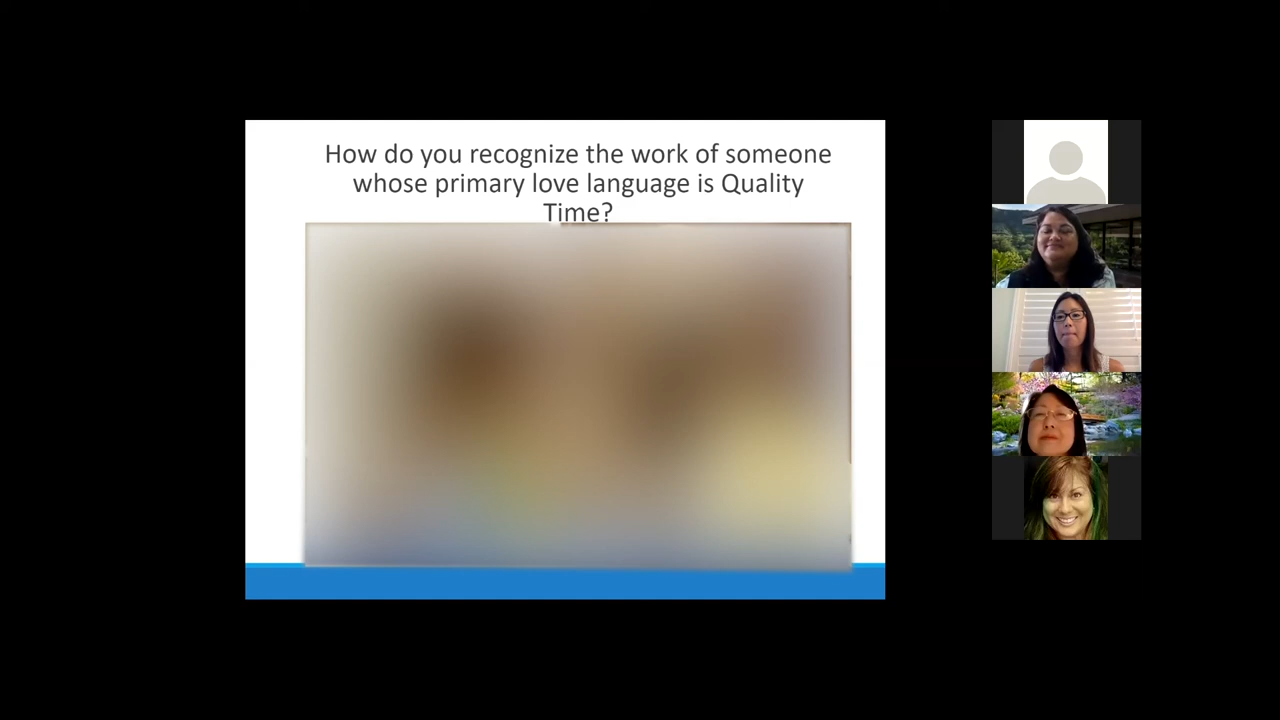 How do you recognize the work of someone
whose primary love language is Quality
Time?